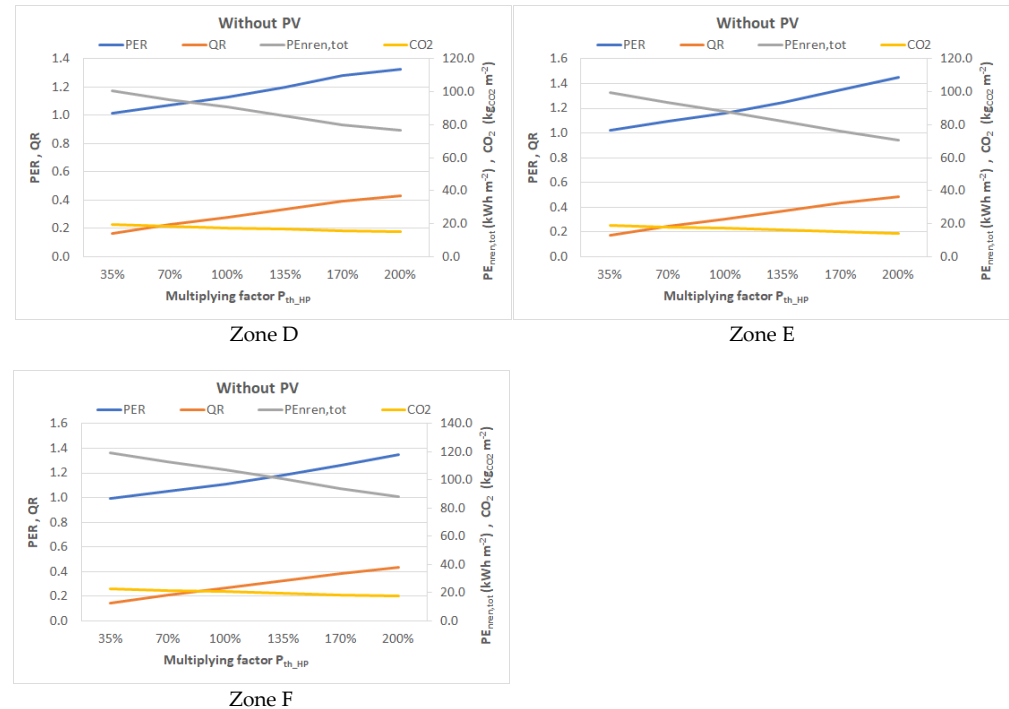 Without PV
PER QR PEnren,tot CO2
1.4
1.2
1.0
0.8
0.6
0.4
0.2
0.0
PER , QR
120.0
100.0
80.0
60.0
40.0
20.0
0.0
PEnren,tot (kWh m-2) , CO2 (kgCO2 m-2)
35% 70% 100% 135% 170% 200%
Multiplying factor Pth_HP
Zone D
Without PV
PER QR PEnren,tot CO2
1.6
1.4
1.2
1.0
0.8
0.6
0.4
0.2
0.0
PER , QR
120.0
100.0
80.0
60.0
40.0
20.0
0.0
PEnren,tot (kWh m-2) , CO2 (kgCO2 m-2)
35% 70% 100% 135% 170% 200%
Multiplying factor Pth_HP
Zone E
Without PV
PER QR PEnren,tot CO2
1.6
1.4
1.2
1.0
0.8
0.6
0.4
0.2
0.0
PER , QR
140.0
120.0
100.0
80.0
60.0
40.0
20.0
0.0
PEnren,tot (kWh m-2) , CO2 (kgCO2 m-2)
35% 70% 100% 135% 170% 200%
Multiplying factor Pth_HP
Zone F